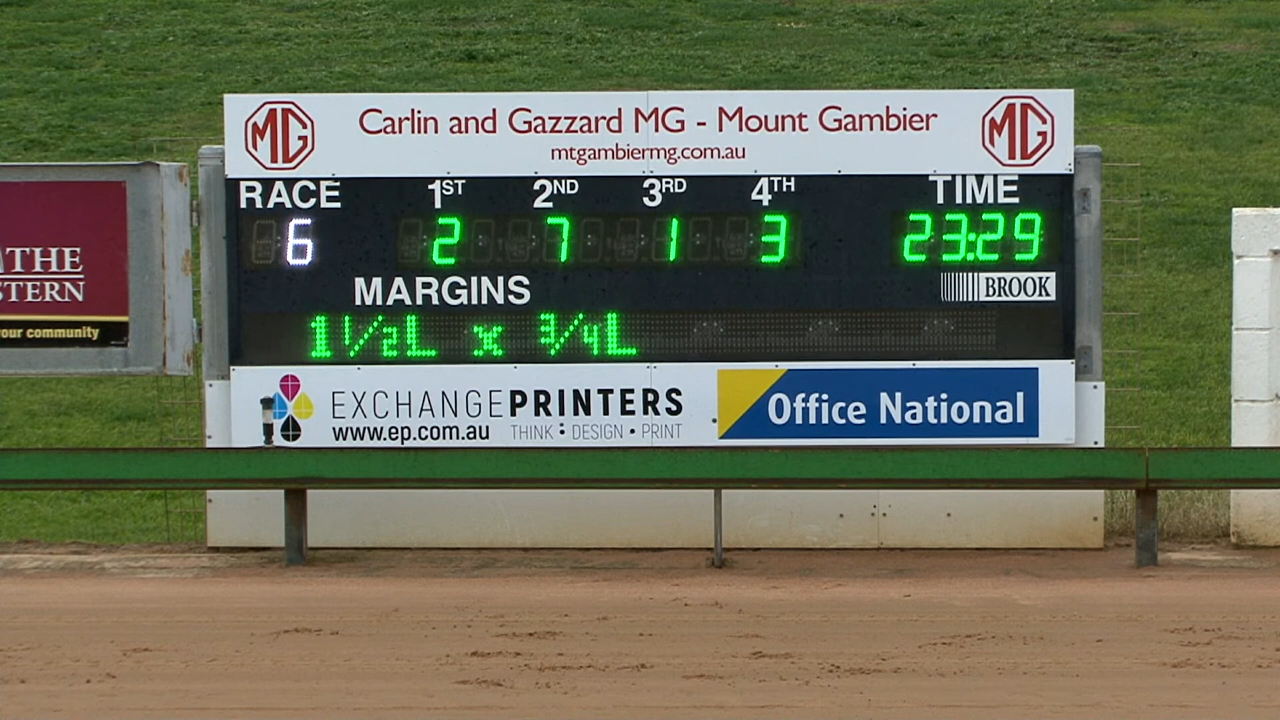 MG Carlin and Gazzard MG - Mount Gambier MG
mtgambiermg.com.au
RACE 1ST 2ND 3RD 4TH TIME
6 2 7 1 3 23:29
MARGINS BROOK
1½L x ¾L
THE
STERN
your community
EXCHANGEPRINTERS
www.ep.com.au THINK : DESIGN • PRINT
Office National